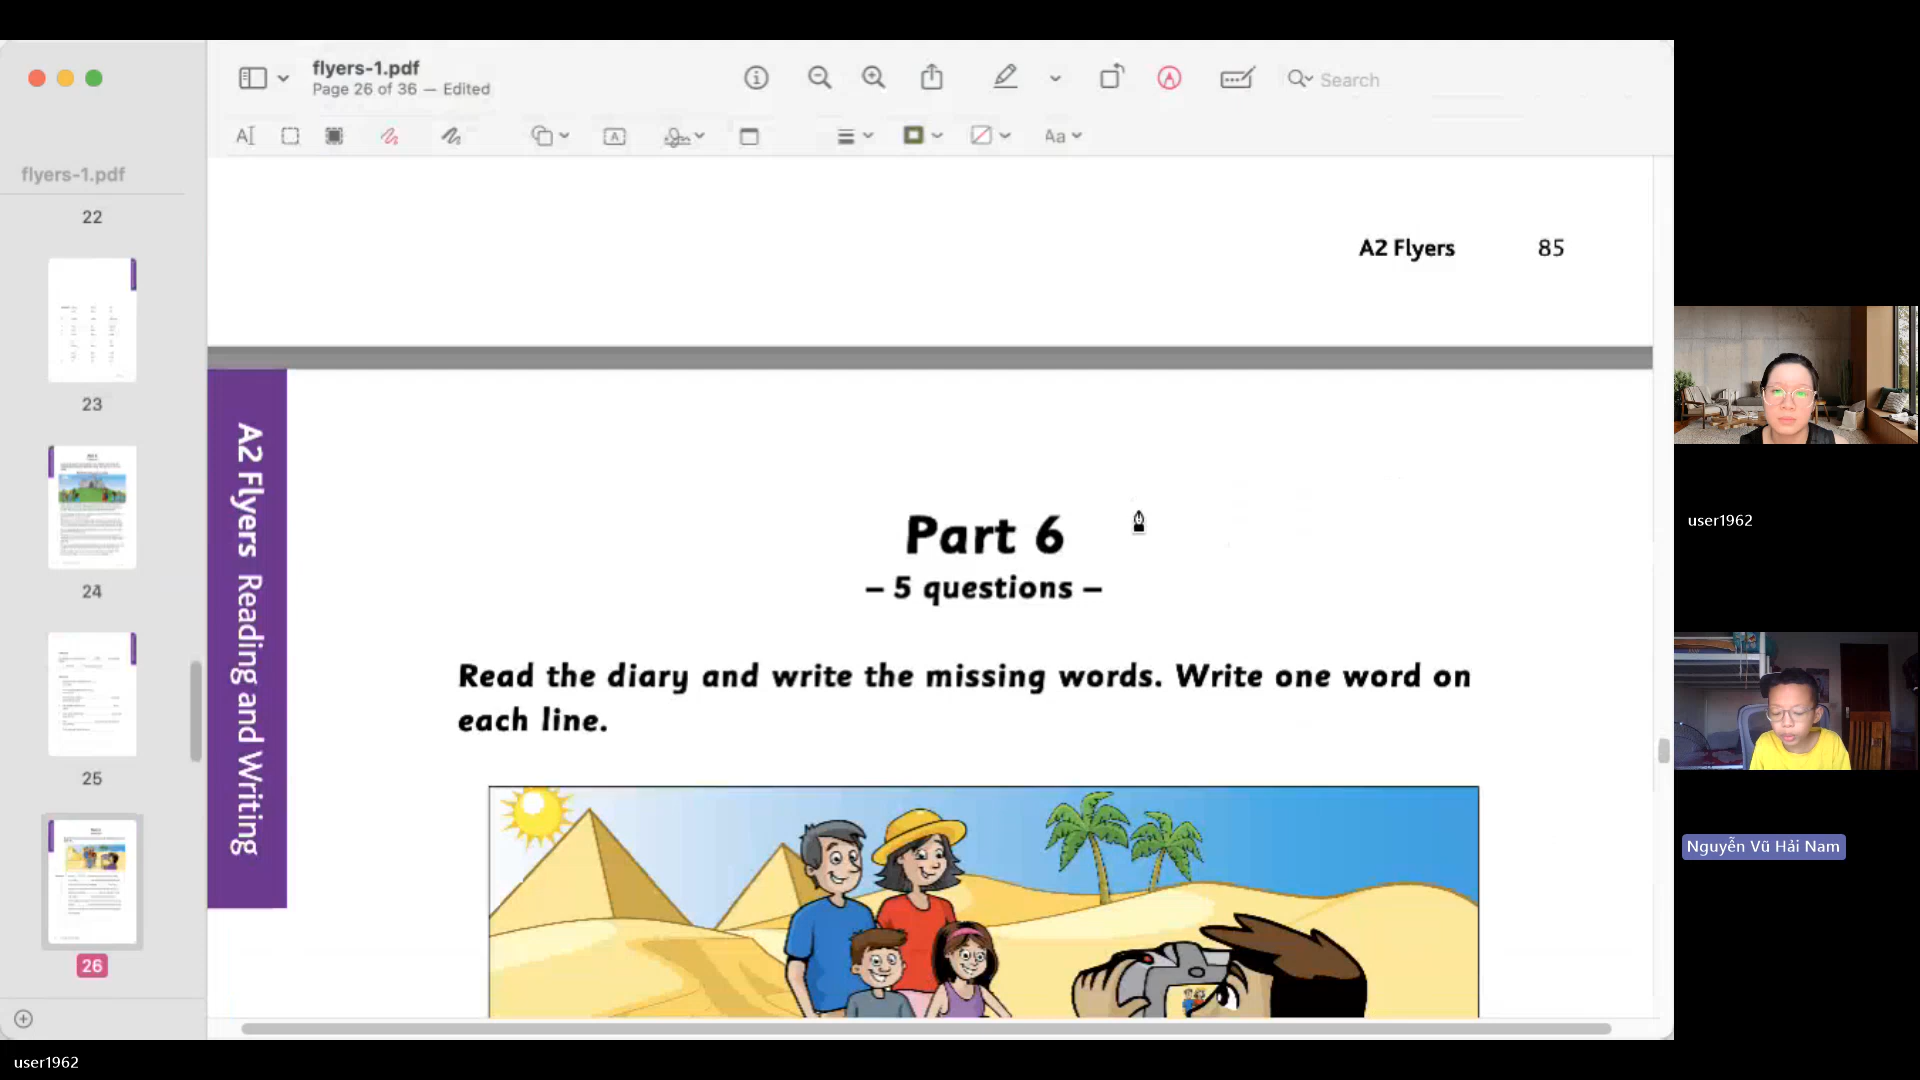 flyers-1.pdf
Page 26 of 36 — Edited
Search
Aa
flyers-1.pdf
22
23
24
25
26
A2 Flyers 85
A2 Flyers Reading and Writing
Part 6
– 5 questions –
Read the diary and write the missing words. Write one word on
each line.
user1962
Nguyễn Vũ Hải Nam
user1962